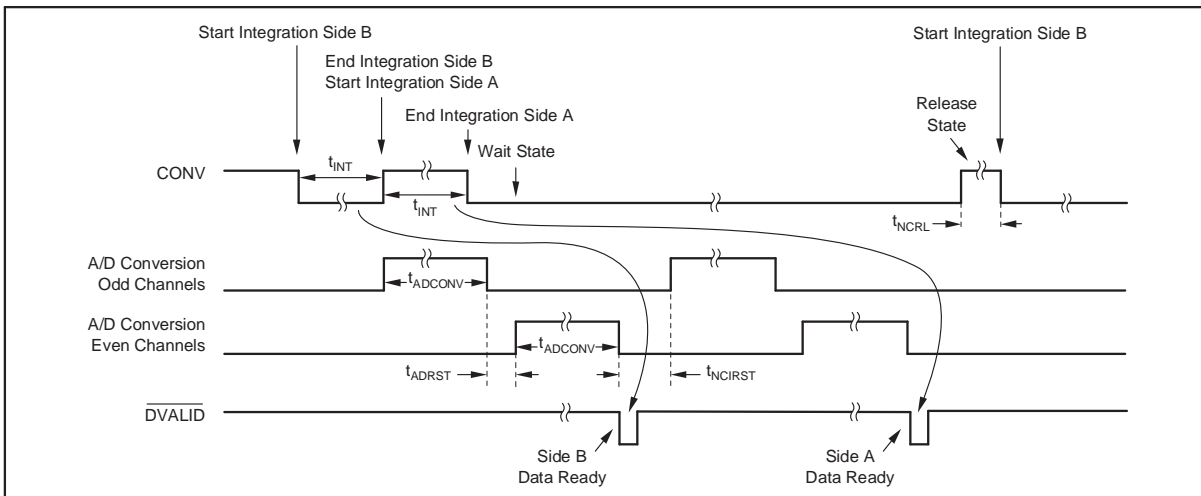 Start Integration Side B
Start Integration Side B
End Integration Side B
Start Integration Side A
End Integration Side A
Release
State
Wait State
CONV
tINT
tINT
tNCRL
A/D Conversion
Odd Channels
tADCONV
A/D Conversion
Even Channels
tADCONV
tADRST
tNCIRST
DVALID
Side B
Data Ready
Side A
Data Ready